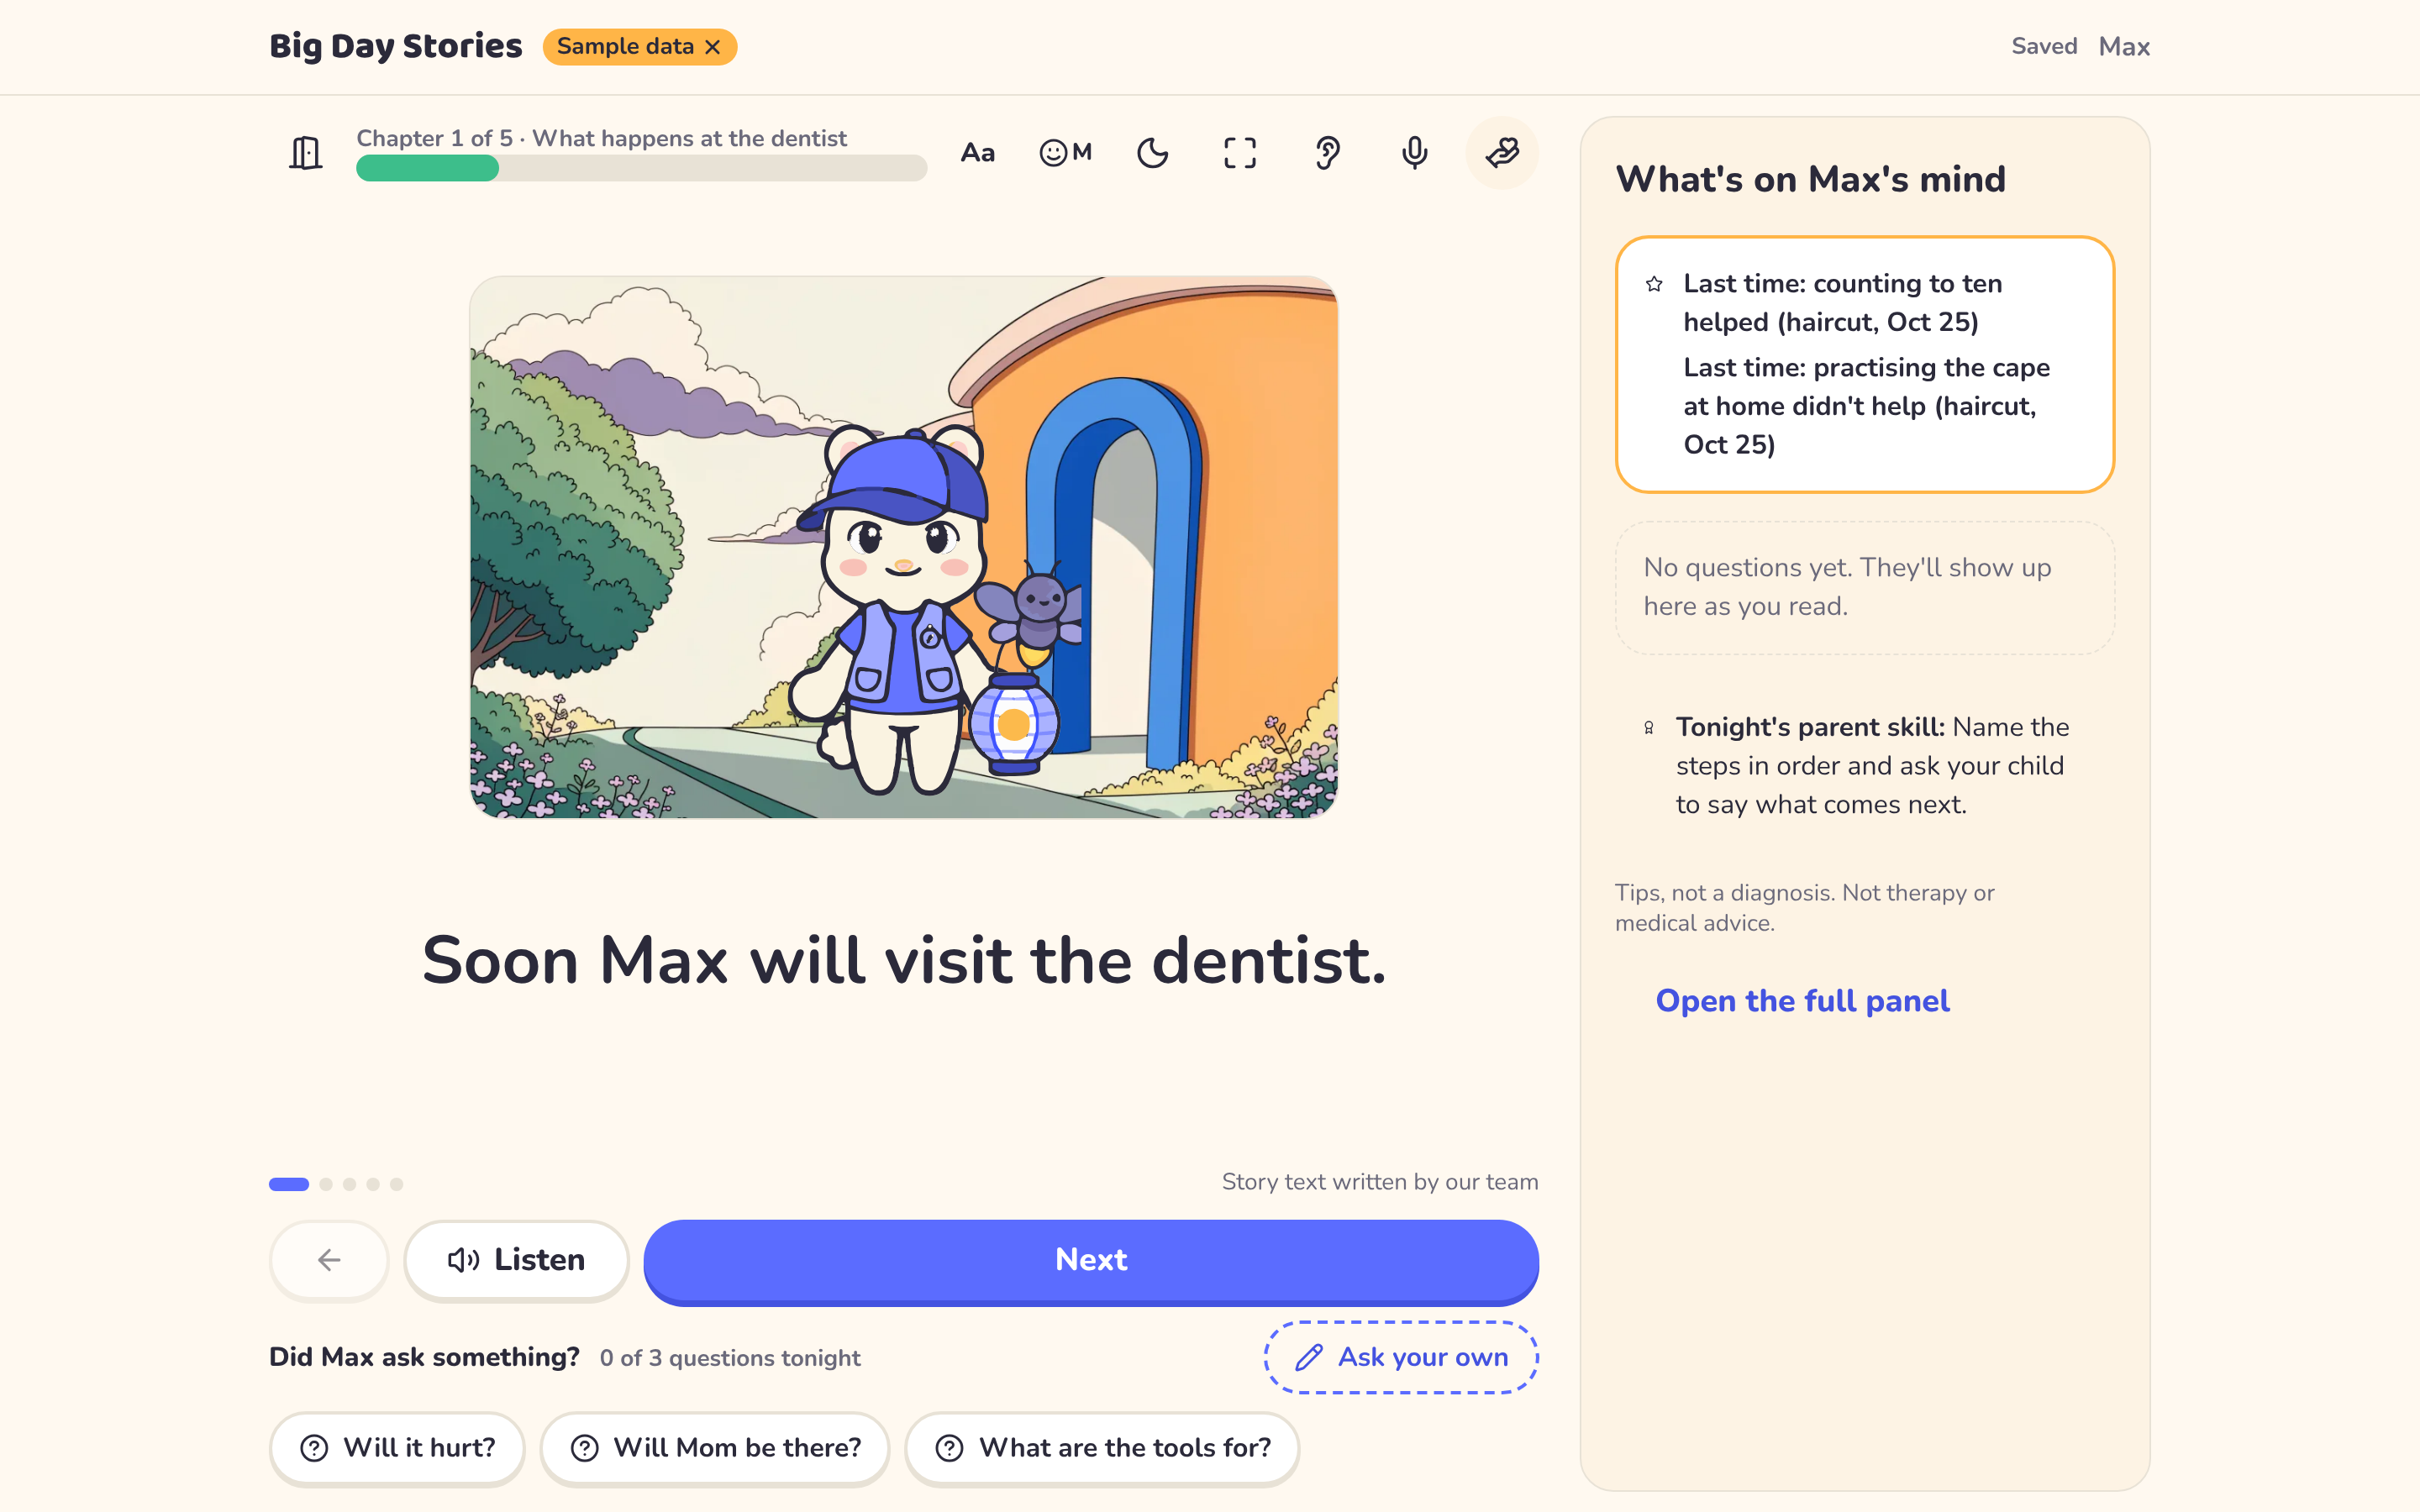 Big Day Stories
Sample data
Saved Max
Chapter 1 of 5 · What happens at the dentist
Aa
M
Soon Max will visit the dentist.
Story text written by our team
Listen
Next
Did Max ask something? 0 of 3 questions tonight
Ask your own
Will it hurt?
Will Mom be there?
What are the tools for?
What's on Max's mind
Last time: counting to ten
helped (haircut, Oct 25)
Last time: practising the cape
at home didn't help (haircut,
Oct 25)
No questions yet. They'll show up
here as you read.
Tonight's parent skill: Name the
steps in order and ask your child
to say what comes next.
Tips, not a diagnosis. Not therapy or
medical advice.
Open the full panel